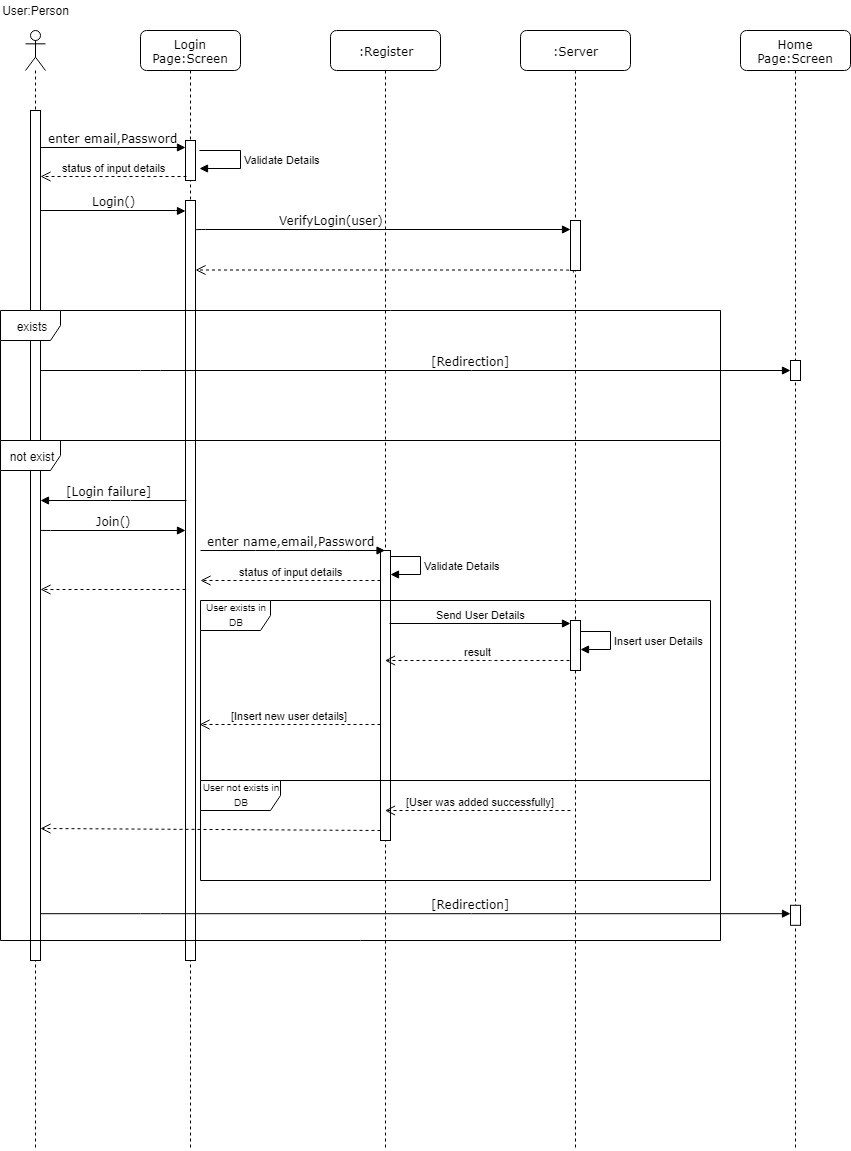 User:Person
Login
Page:Screen
:Register
:Server
Home
Page:Screen
enter email,Password
Validate Details
status of input details
Login()
VerifyLogin(user)
exists
[Redirection]
not exist
[Login failure]
Join()
enter name,email,Password
Validate Details
status of input details
User exists in
DB
Send User Details
Insert user Details
result
[Insert new user details]
User not exists in
DB
[User was added successfully]
[Redirection]